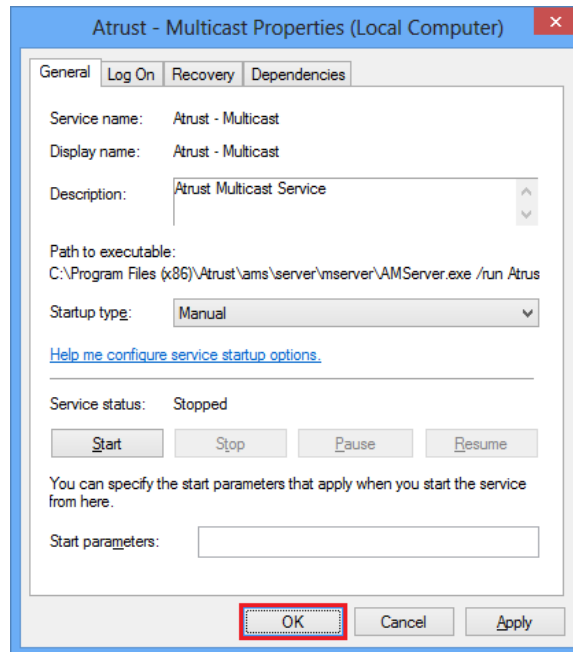 Atrust - Multicast Properties (Local Computer)
General Log On Recovery Dependencies
Service name: Atrust - Multicast
Display name: Atrust - Multicast
Description: Atrust Multicast Service
Path to executable:
C:\Program Files (x86)\Atrust\ams\server\mserver\AMServer.exe /run Atrus
Startup type: Manual
Help me configure service startup options.
Service status: Stopped
Start Stop Pause Resume
You can specify the start parameters that apply when you start the service
from here.
Start parameters:
OK Cancel Apply